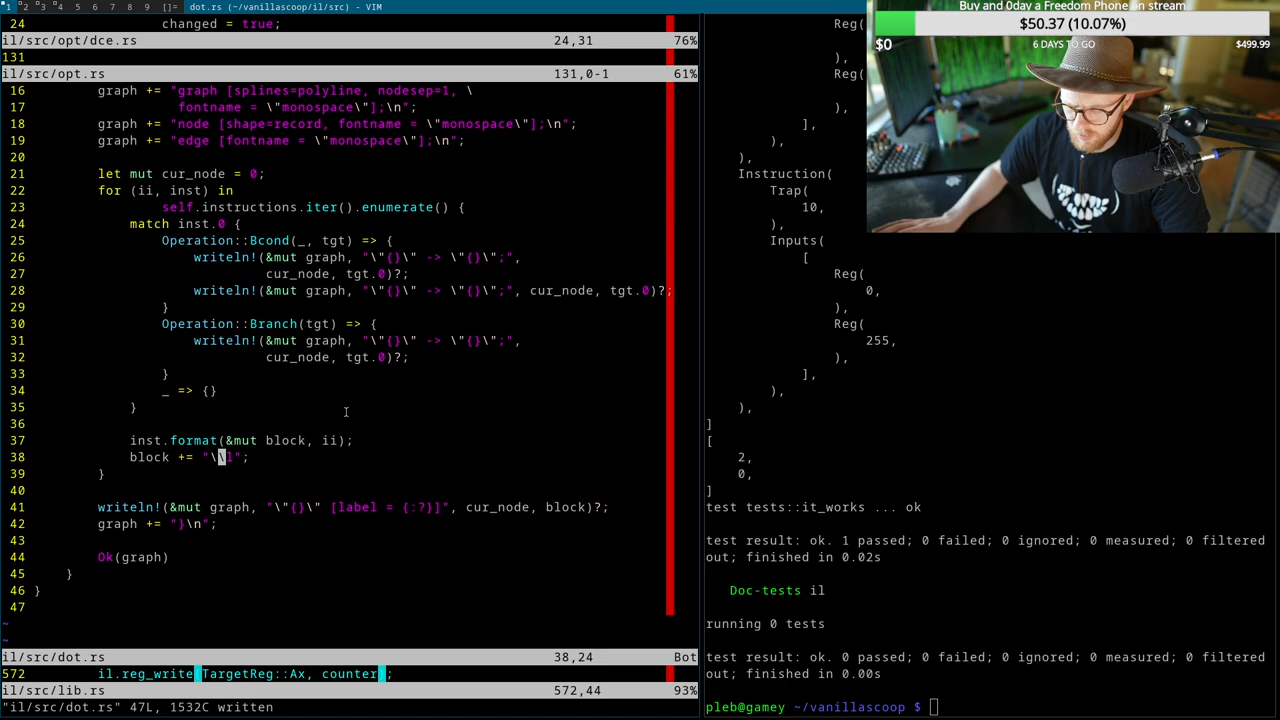 1 2 3 4 5 6 7 8 9 []= dot.rs (~/vanillascoop/il/src) - VIM
24 changed = true;
il/src/opt/dce.rs 24,31 76%
131
il/src/opt.rs 131,0-1 61%
16 graph += "graph [splines=polyline, nodesep=1, \
17 fontname = \"monospace\"];\n";
18 graph += "node [shape=record, fontname = \"monospace\"];\n";
19 graph += "edge [fontname = \"monospace\"];\n";
20
21 let mut cur_node = 0;
22 for (ii, inst) in
23 self.instructions.iter().enumerate() {
24 match inst.0 {
25 Operation::Bcond(_, tgt) => {
26 writeln!(&mut graph, "\"{}\" -> \"{}\";",
27 cur_node, tgt.0)?;
28 writeln!(&mut graph, "\"{}\" -> \"{}\";", cur_node, tgt.0)?;
29 }
30 Operation::Branch(tgt) => {
31 writeln!(&mut graph, "\"{}\" -> \"{}\";",
32 cur_node, tgt.0)?;
33 }
34 _ => {}
35 }
36
37 inst.format(&mut block, ii);
38 block += "\\l";
39 }
40
41 writeln!(&mut graph, "\"{}\" [label = {:?}]", cur_node, block)?;
42 graph += "}\n";
43
44 Ok(graph)
45 }
46 }
47
~
~
il/src/dot.rs 38,24 Bot
572 il.reg_write(TargetReg::Ax, counter);
il/src/lib.rs 572,44 93%
"il/src/dot.rs" 47L, 1532C written
Reg(
),
Reg(
),
],
),
),
Instruction(
Trap(
10,
),
Inputs(
[
Reg(
0,
),
Reg(
255,
),
],
),
),
]
[
2,
0,
]
test tests::it_works ... ok
test result: ok. 1 passed; 0 failed; 0 ignored; 0 measured; 0 filtered
out; finished in 0.02s
Doc-tests il
running 0 tests
test result: ok. 0 passed; 0 failed; 0 ignored; 0 measured; 0 filtered
out; finished in 0.00s
pleb@gamey ~/vanillascoop $
Buy and 0day a Freedom Phone on stream
$50.37 (10.07%)
$0 6 DAYS TO GO $499.99